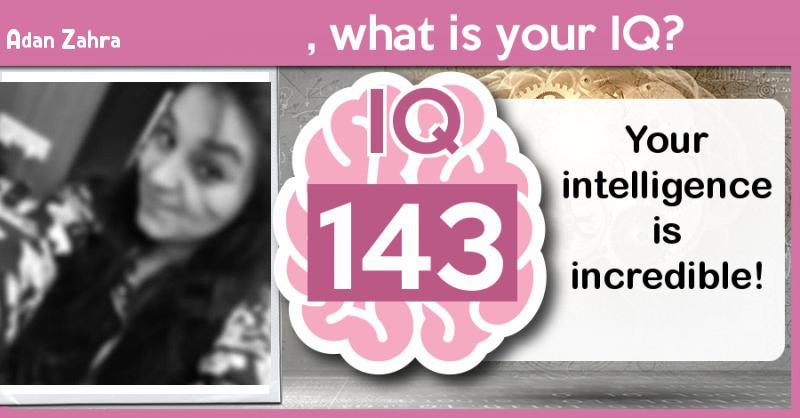 Adan Zahra
, what is your IQ?
IQ
143
Your
intelligence
is
incredible!